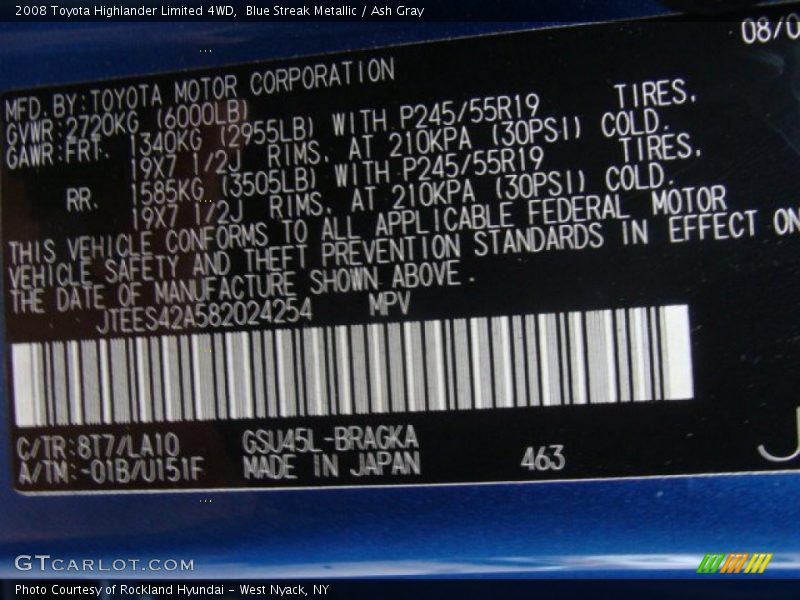 2008 Toyota Highlander Limited 4WD,  Blue Streak Metallic / Ash Gray
08/0
MFD. BY:TOYOTA MOTOR CORPORATION
GVWR:2720KG (6000LB)
GAWR:FRT. 1340KG (2955LB) WITH P245/55R19 TIRES,
19X7 1/2J RIMS, AT 210KPA (30PSI) COLD.
RR. 1585KG (3505LB) WITH P245/55R19 TIRES,
19X7 1/2J RIMS, AT 210KPA (30PSI) COLD.
THIS VEHICLE CONFORMS TO ALL APPLICABLE FEDERAL MOTOR
VEHICLE SAFETY AND THEFT PREVENTION STANDARDS IN EFFECT ON
THE DATE OF MANUFACTURE SHOWN ABOVE.
JTEES42A582024254 MPV
C/TR:8T7/LA10 GSU45L-BRAGKA
A/TM:-01B/U151F MADE IN JAPAN 463
J
GTCARLOT.COM
Photo Courtesy of Rockland Hyundai - West Nyack, NY